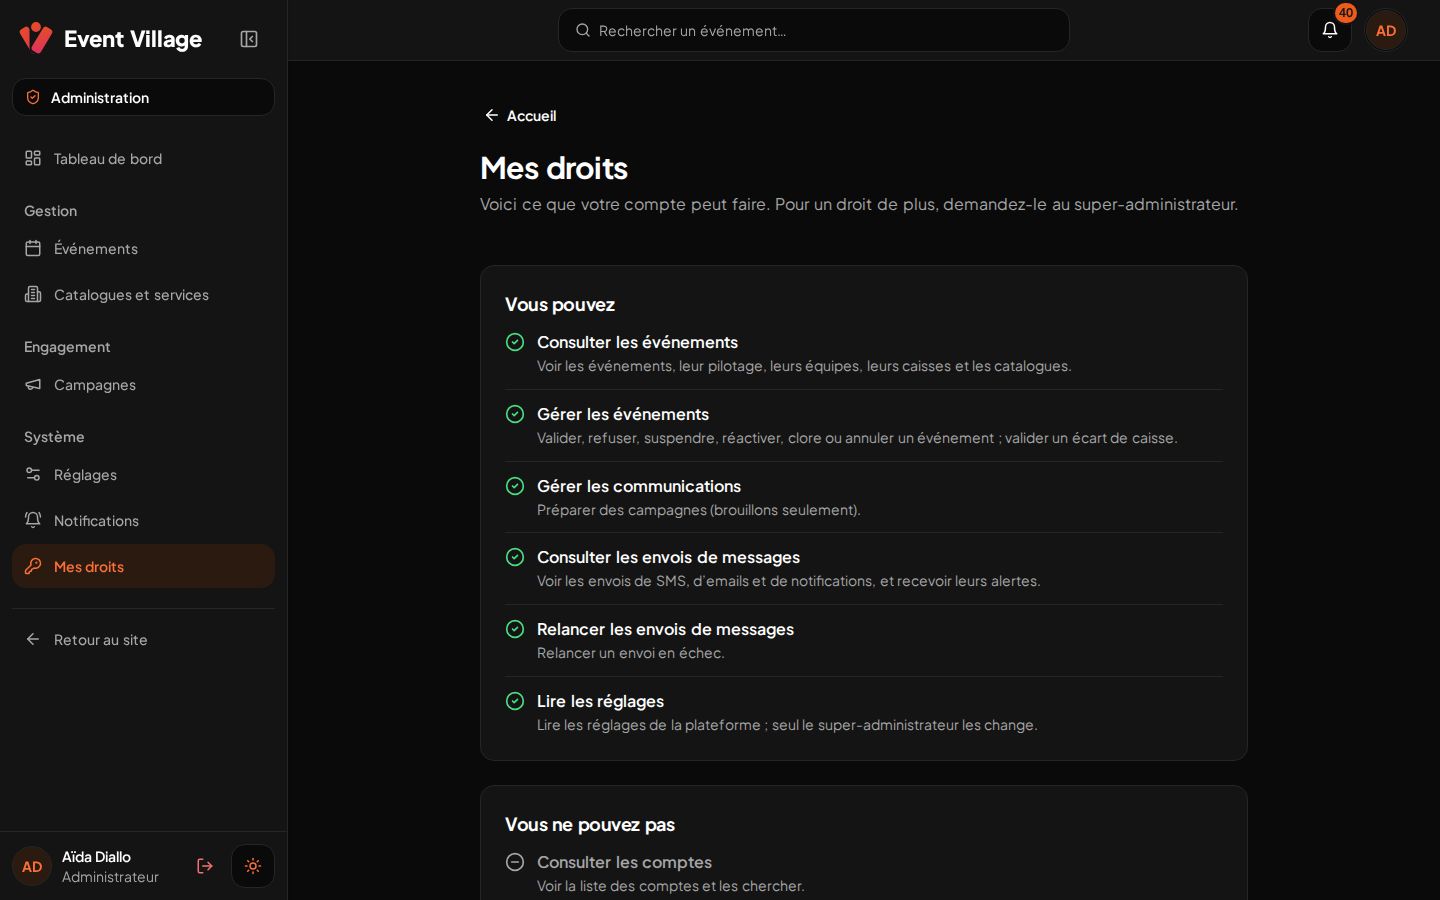 Event Village
Rechercher un événement...
40
AD
Administration
Tableau de bord
Gestion
Événements
Catalogues et services
Engagement
Campagnes
Système
Réglages
Notifications
Mes droits
Retour au site
AD
Aïda Diallo
Administrateur
Accueil
Mes droits
Voici ce que votre compte peut faire. Pour un droit de plus, demandez-le au super-administrateur.
Vous pouvez
Consulter les événements
Voir les événements, leur pilotage, leurs équipes, leurs caisses et les catalogues.
Gérer les événements
Valider, refuser, suspendre, réactiver, clore ou annuler un événement ; valider un écart de caisse.
Gérer les communications
Préparer des campagnes (brouillons seulement).
Consulter les envois de messages
Voir les envois de SMS, d’emails et de notifications, et recevoir leurs alertes.
Relancer les envois de messages
Relancer un envoi en échec.
Lire les réglages
Lire les réglages de la plateforme ; seul le super-administrateur les change.
Vous ne pouvez pas
Consulter les comptes
Voir la liste des comptes et les chercher.